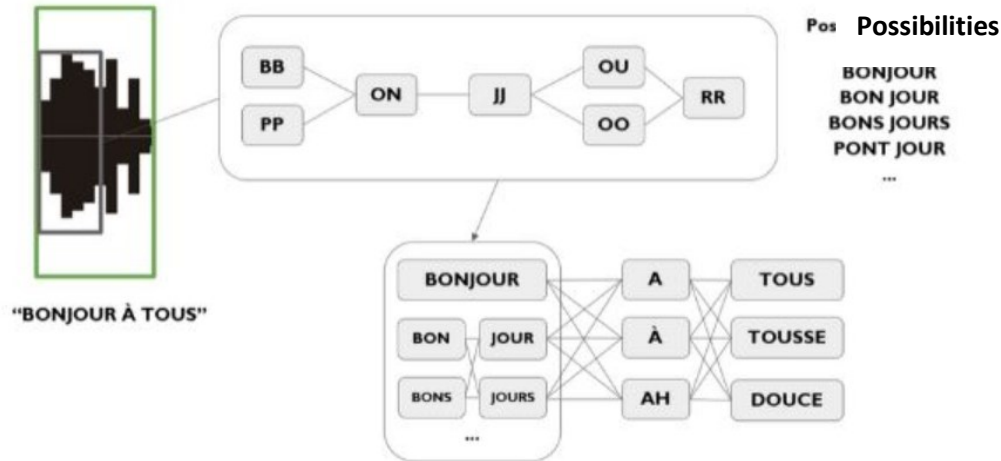 Pos Possibilities
BB
OU
ON
JJ
RR
PP
OO
BONJOUR
BON JOUR
BONS JOURS
PONT JOUR
...
"BONJOUR À TOUS"
BONJOUR
A
TOUS
BON
JOUR
À
TOUSSE
BONS
JOURS
AH
DOUCE
...